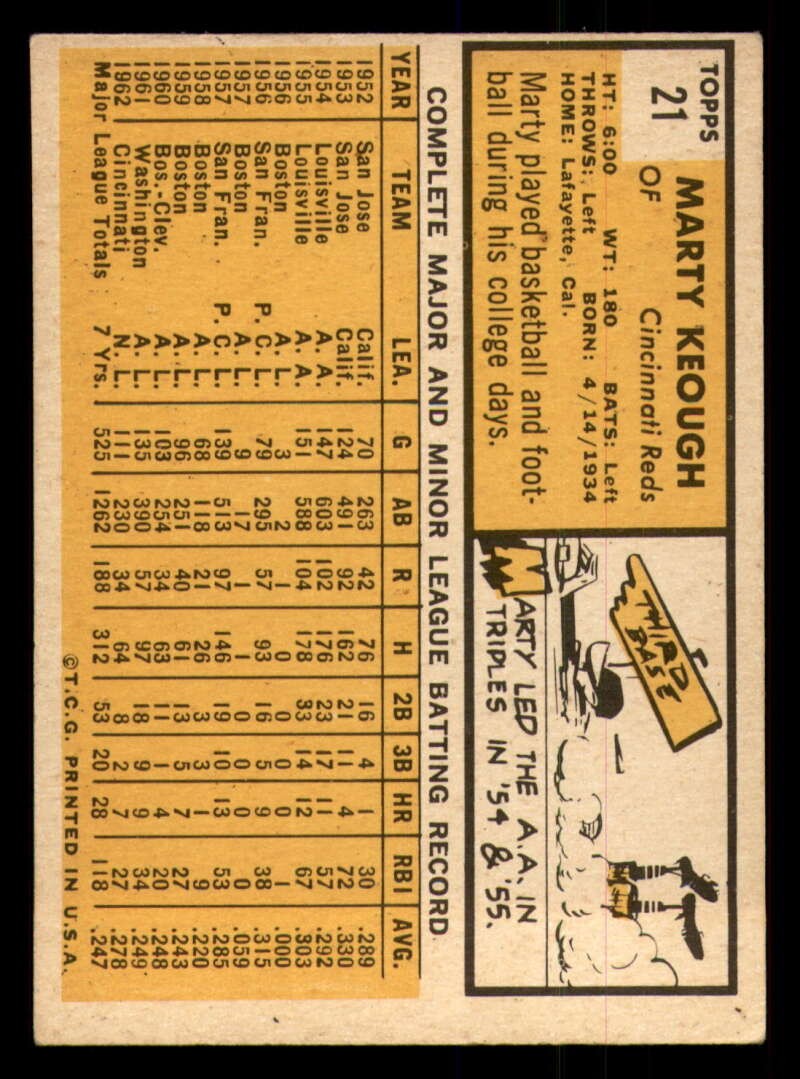 TOPPS
21
MARTY KEOUGH
OF Cincinnati Reds
HT: 6:00 WT: 180 BATS: Left
THROWS: Left BORN: 4/14/1934
HOME: Lafayette, Cal.
Marty played basketball and foot-
ball during his college days.
THIRD
BASE
MARTY LED THE A.A. IN
TRIPLES IN '54 & '55.
COMPLETE MAJOR AND MINOR LEAGUE BATTING RECORD
YEAR TEAM LEA. G AB R H 2B 3B HR RBI AVG.
1952 San Jose Calif. 70 263 42 76 16 4 1 30 .289
1953 San Jose Calif. 124 491 92 162 21 11 4 72 .330
1954 Louisville A. A. 147 603 102 176 23 17 11 57 .292
1955 Louisville A. A. 151 588 104 178 33 14 12 67 .303
1956 Boston A. L. 3 2 1 0 0 0 0 1 .000
1956 San Fran. P. C. L. 79 295 57 93 16 5 9 38 .315
1957 Boston A. L. 9 17 1 1 0 0 0 0 .059
1957 San Fran. P. C. L. 139 513 97 146 19 10 13 53 .285
1958 Boston A. L. 68 118 21 26 3 3 1 9 .220
1959 Boston A. L. 96 251 40 61 13 5 7 27 .243
1960 Bos.-Clev. A. L. 103 254 34 63 11 1 4 20 .248
1961 Washington A. L. 135 390 57 97 18 9 9 34 .249
1962 Cincinnati N. L. 111 230 34 64 8 2 7 27 .278
Major League Totals 7 Yrs. 525 1262 188 312 53 20 28 118 .247
©T.C.G. PRINTED IN U.S.A.